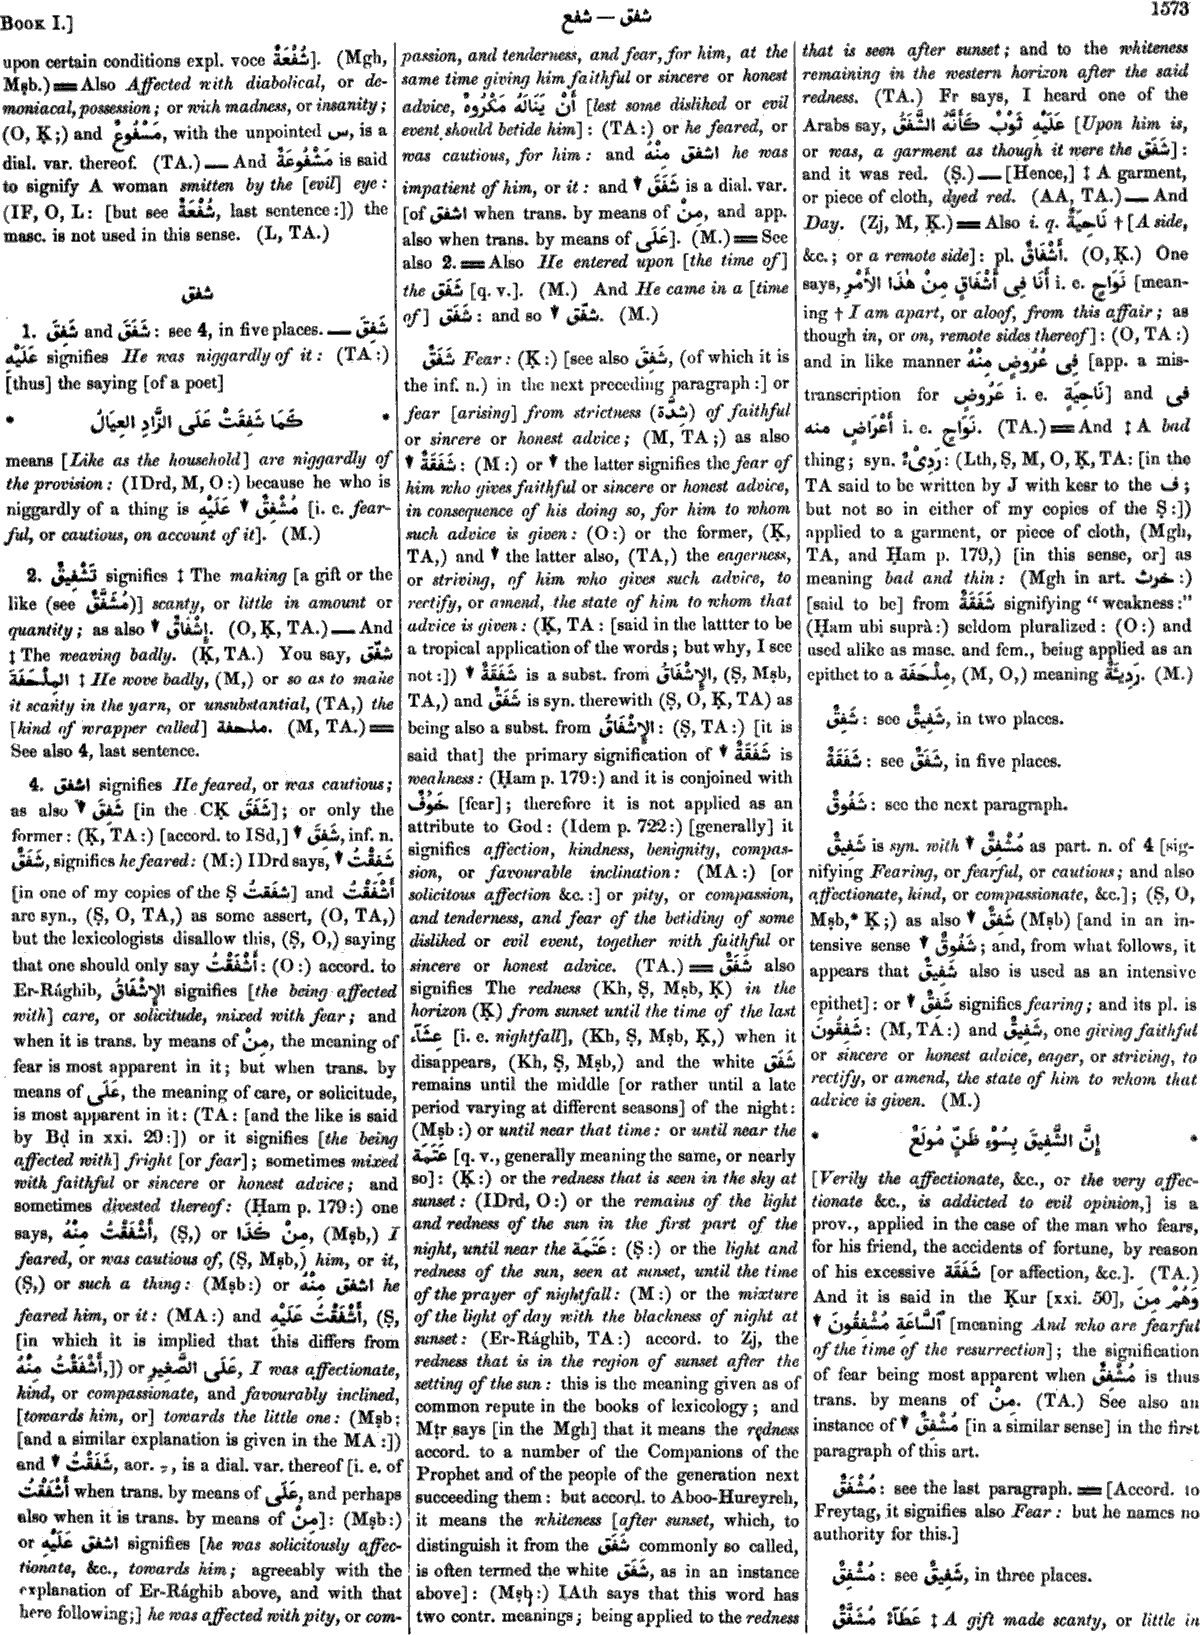 BOOK I.]
شفع — شفق
1573
upon certain conditions expl. voce شُفْعَةٌ]. (Mgh,
Mṣb.)═Also Affected with diabolical, or de-
moniacal, possession; or with madness, or insanity;
(O, Ḳ;) and مَسْفُوعٌ, with the unpointed س, is a
dial. var. thereof. (TA.) — And مَشْفُوعَةٌ is said
to signify A woman smitten by the [evil] eye:
(IF, O, L: [but see شُفْعَةٌ, last sentence:]) the
masc. is not used in this sense. (L, TA.)
شفق
1. شَفِقَ and شَفَقَ: see 4, in five places. — شَفِقَ
عَلَيْهِ signifies He was niggardly of it: (TA:)
[thus] the saying [of a poet]
* كَمَا شَفِقَتْ عَلَى الزَّادِ العِيَالُ *
means [Like as the household] are niggardly of
the provision: (IDrd, M, O:) because he who is
niggardly of a thing is مُشْفِقٌ ▼ عَلَيْهِ [i. e. fear-
ful, or cautious, on account of it]. (M.)
2. تَشْفِيقٌ signifies ‡ The making [a gift or the
like (see مُشَفَّقٌ)] scanty, or little in amount or
quantity; as also ▼ إِشْفَاقٌ. (O, Ḳ, TA.) — And
‡ The weaving badly. (Ḳ, TA.) You say, شفّق
المِلْحَفَةَ ‡ He wove badly, (M,) or so as to make
it scanty in the yarn, or unsubstantial, (TA,) the
[kind of wrapper called] ملحفة. (M, TA.)═
See also 4, last sentence.
4. اشفق signifies He feared, or was cautious;
as also ▼ شَفِقَ [in the CḲ شَفَقَ]; or only the
former: (Ḳ, TA:) [accord. to ISd,] ▼ شَفِقَ, inf. n.
شَفَقٌ, signifies he feared: (M:) IDrd says, ▼ شَفِقْتُ
[in one of my copies of the Ṣ شفقتُ] and أَشْفَقْتُ
are syn., (Ṣ, O, TA,) as some assert, (O, TA,)
but the lexicologists disallow this, (Ṣ, O,) saying
that one should only say أَشْفَقْتُ: (O:) accord. to
Er-Rághib, الإِشْفَاقُ signifies [the being affected
with] care, or solicitude, mixed with fear; and
when it is trans. by means of مِنْ, the meaning of
fear is most apparent in it; but when trans. by
means of عَلَى, the meaning of care, or solicitude,
is most apparent in it: (TA: [and the like is said
by Bḍ in xxi. 29:]) or it signifies [the being
affected with] fright [or fear]; sometimes mixed
with faithful or sincere or honest advice; and
sometimes divested thereof: (Ḥam p. 179:) one
says, أَشْفَقْتُ مِنْهُ, (Ṣ,) or مِنْ كَذَا, (Mṣb,) I
feared, or was cautious of, (Ṣ, Mṣb,) him, or it,
(Ṣ,) or such a thing: (Mṣb:) or اشفق مِنْهُ he
feared him, or it: (MA:) and أَشْفَقْتُ عَلَيْهِ, (Ṣ,
[in which it is implied that this differs from
أَشْفَقْتُ مِنْهُ,]) or عَلَى الصَّغِيرِ, I was affectionate,
kind, or compassionate, and favourably inclined,
[towards him, or] towards the little one: (Mṣb;
[and a similar explanation is given in the MA:])
and ▼ شَفَقْتُ, aor. ـِ, is a dial. var. thereof [i. e. of
أَشْفَقْتُ when trans. by means of عَلَى, and perhaps
also when it is trans. by means of مِنْ]: (Mṣb:)
or اشفق عَلَيْهِ signifies [he was solicitously affec-
tionate, &c., towards him; agreeably with the
explanation of Er-Rághib above, and with that
here following;] he was affected with pity, or com-
passion, and tenderness, and fear, for him, at the
same time giving him faithful or sincere or honest
advice, أَنْ يَنَالَهُ مَكْرُوهٌ [lest some disliked or evil
event should betide him]: (TA:) or he feared, or
was cautious, for him: and اشفق مِنْهُ he was
impatient of him, or it: and ▼ شَفَقَ is a dial. var.
[of اشفق when trans. by means of مِنْ, and app.
also when trans. by means of عَلَى]. (M.)═See
also 2.═Also He entered upon [the time of]
the شَفَق [q. v.]. (M.) And He came in a [time
of] شَفَق: and so ▼ شفّق. (M.)
شَفَقٌ Fear: (Ḳ:) [see also شَفِقَ, (of which it is
the inf. n.) in the next preceding paragraph:] or
fear [arising] from strictness (شِدَّة) of faithful
or sincere or honest advice; (M, TA;) as also
▼ شَفَقَةٌ: (M:) or ▼ the latter signifies the fear of
him who gives faithful or sincere or honest advice,
in consequence of his doing so, for him to whom
such advice is given: (O:) or the former, (Ḳ,
TA,) and ▼ the latter also, (TA,) the eagerness,
or striving, of him who gives such advice, to
rectify, or amend, the state of him to whom that
advice is given: (Ḳ, TA: [said in the lattter to be
a tropical application of the words; but why, I see
not:]) ▼ شَفَقَةٌ is a subst. from الإِشْفَاقُ, (Ṣ, Mṣb,
TA,) and شَفَقٌ is syn. therewith (Ṣ, O, Ḳ, TA) as
being also a subst. from الإِشْفَاقُ: (Ṣ, TA:) [it is
said that] the primary signification of ▼ شَفَقَةٌ is
weakness: (Ḥam p. 179:) and it is conjoined with
خَوْفٌ [fear]; therefore it is not applied as an
attribute to God: (Idem p. 722:) [generally] it
signifies affection, kindness, benignity, compas-
sion, or favourable inclination: (MA:) [or
solicitous affection &c.:] or pity, or compassion,
and tenderness, and fear of the betiding of some
disliked or evil event, together with faithful or
sincere or honest advice. (TA.)═شَفَقٌ also
signifies The redness (Kh, Ṣ, Mṣb, Ḳ) in the
horizon (Ḳ) from sunset until the time of the last
عِشَآء [i. e. nightfall], (Kh, Ṣ, Mṣb, Ḳ,) when it
disappears, (Kh, Ṣ, Mṣb,) and the white شَفَق
remains until the middle [or rather until a late
period varying at different seasons] of the night:
(Mṣb:) or until near that time: or until near the
عَتَمَة [q. v., generally meaning the same, or nearly
so]: (Ḳ:) or the redness that is seen in the sky at
sunset: (IDrd, O:) or the remains of the light
and redness of the sun in the first part of the
night, until near the عَتَمَة: (Ṣ:) or the light and
redness of the sun, seen at sunset, until the time
of the prayer of nightfall: (M:) or the mixture
of the light of day with the blackness of night at
sunset: (Er-Rághib, TA:) accord. to Zj, the
redness that is in the region of sunset after the
setting of the sun: this is the meaning given as of
common repute in the books of lexicology; and
Mṭr says [in the Mgh] that it means the redness
accord. to a number of the Companions of the
Prophet and of the people of the generation next
succeeding them: but accord. to Aboo-Hureyreh,
it means the whiteness [after sunset, which, to
distinguish it from the شَفَق commonly so called,
is often termed the white شَفَق, as in an instance
above]: (Mṣb:) IAth says that this word has
two contr. meanings; being applied to the redness
that is seen after sunset; and to the whiteness
remaining in the western horizon after the said
redness. (TA.) Fr says, I heard one of the
Arabs say, عَلَيْهِ ثَوْبٌ كَأَنَّهُ الشَّفَقُ [Upon him is,
or was, a garment as though it were the شَفَق]:
and it was red. (Ṣ.) — [Hence,] ‡ A garment,
or piece of cloth, dyed red. (AA, TA.) — And
Day. (Zj, M, Ḳ.)═Also i. q. نَاحِيَةٌ † [A side,
&c.; or a remote side]: pl. أَشْفَاقٌ. (O, Ḳ.) One
says, أَنَا فِى أَشْفَاقٍ مِنْ هٰذَا الأَمْرِ i. e. نَوَاحٍ [mean-
ing † I am apart, or aloof, from this affair; as
though in, or on, remote sides thereof]: (O, TA:)
and in like manner فِى عُرُوضٍ مِنْهُ [app. a mis-
transcription for عَرُوضٍ i. e. نَاحِيَةٍ] and فى
أَعْرَاضٍ منه i. e. نَوَاحٍ. (TA.)═And ‡ A bad
thing; syn. رَدِىْءٌ: (Lth, Ṣ, M, O, Ḳ, TA: [in the
TA said to be written by J with kesr to the ف;
but not so in either of my copies of the Ṣ:])
applied to a garment, or piece of cloth, (Mgh,
TA, and Ḥam p. 179,) [in this sense, or] as
meaning bad and thin: (Mgh in art. خرث:)
[said to be] from شَفَقَةٌ signifying “weakness:”
(Ḥam ubi suprà:) seldom pluralized: (O:) and
used alike as masc. and fem., being applied as an
epithet to a مِلْحَفَة, (M, O,) meaning رَدِيْئَةٌ. (M.)
شَفِقٌ: see شَفِيقٌ, in two places.
شَفَقَةٌ: see شَفَقٌ, in five places.
شَفُوقٌ: see the next paragraph.
شَفِيقٌ is syn. with ▼ مُشْفِقٌ as part. n. of 4 [sig-
nifying Fearing, or fearful, or cautious; and also
affectionate, kind, or compassionate, &c.]; (Ṣ, O,
Mṣb,* Ḳ;) as also ▼ شَفِقٌ (Mṣb) [and in an in-
tensive sense ▼ شَفُوقٌ; and, from what follows, it
appears that شَفِيقٌ also is used as an intensive
epithet]: or ▼ شَفِقٌ signifies fearing; and its pl. is
شَفِقُونَ: (M, TA:) and شَفِيقٌ, one giving faithful
or sincere or honest advice, eager, or striving, to
rectify, or amend, the state of him to whom that
advice is given. (M.)
* إِنَّ الشَّفِيقَ بِسُوْءِ ظَنٍّ مُولَعُ *
[Verily the affectionate, &c., or the very affec-
tionate &c., is addicted to evil opinion,] is a
prov., applied in the case of the man who fears,
for his friend, the accidents of fortune, by reason
of his excessive شَفَقَة [or affection, &c.]. (TA.)
And it is said in the Ḳur [xxi. 50], وَهُمْ مِنَ
▼ ٱلسَّاعَةِ مُشْفِقُونَ [meaning And who are fearful
of the time of the resurrection]; the signification
of fear being most apparent when مُشْفِقٌ is thus
trans. by means of مِنْ. (TA.) See also an
instance of ▼ مُشْفِقٌ [in a similar sense] in the first
paragraph of this art.
مُشْفَقٌ: see the last paragraph.═[Accord. to
Freytag, it signifies also Fear: but he names no
authority for this.]
مُشْفِقٌ: see شَفِيقٌ, in three places.
عَطَآءٌ مُشَفَّقٌ ‡ A gift made scanty, or little in